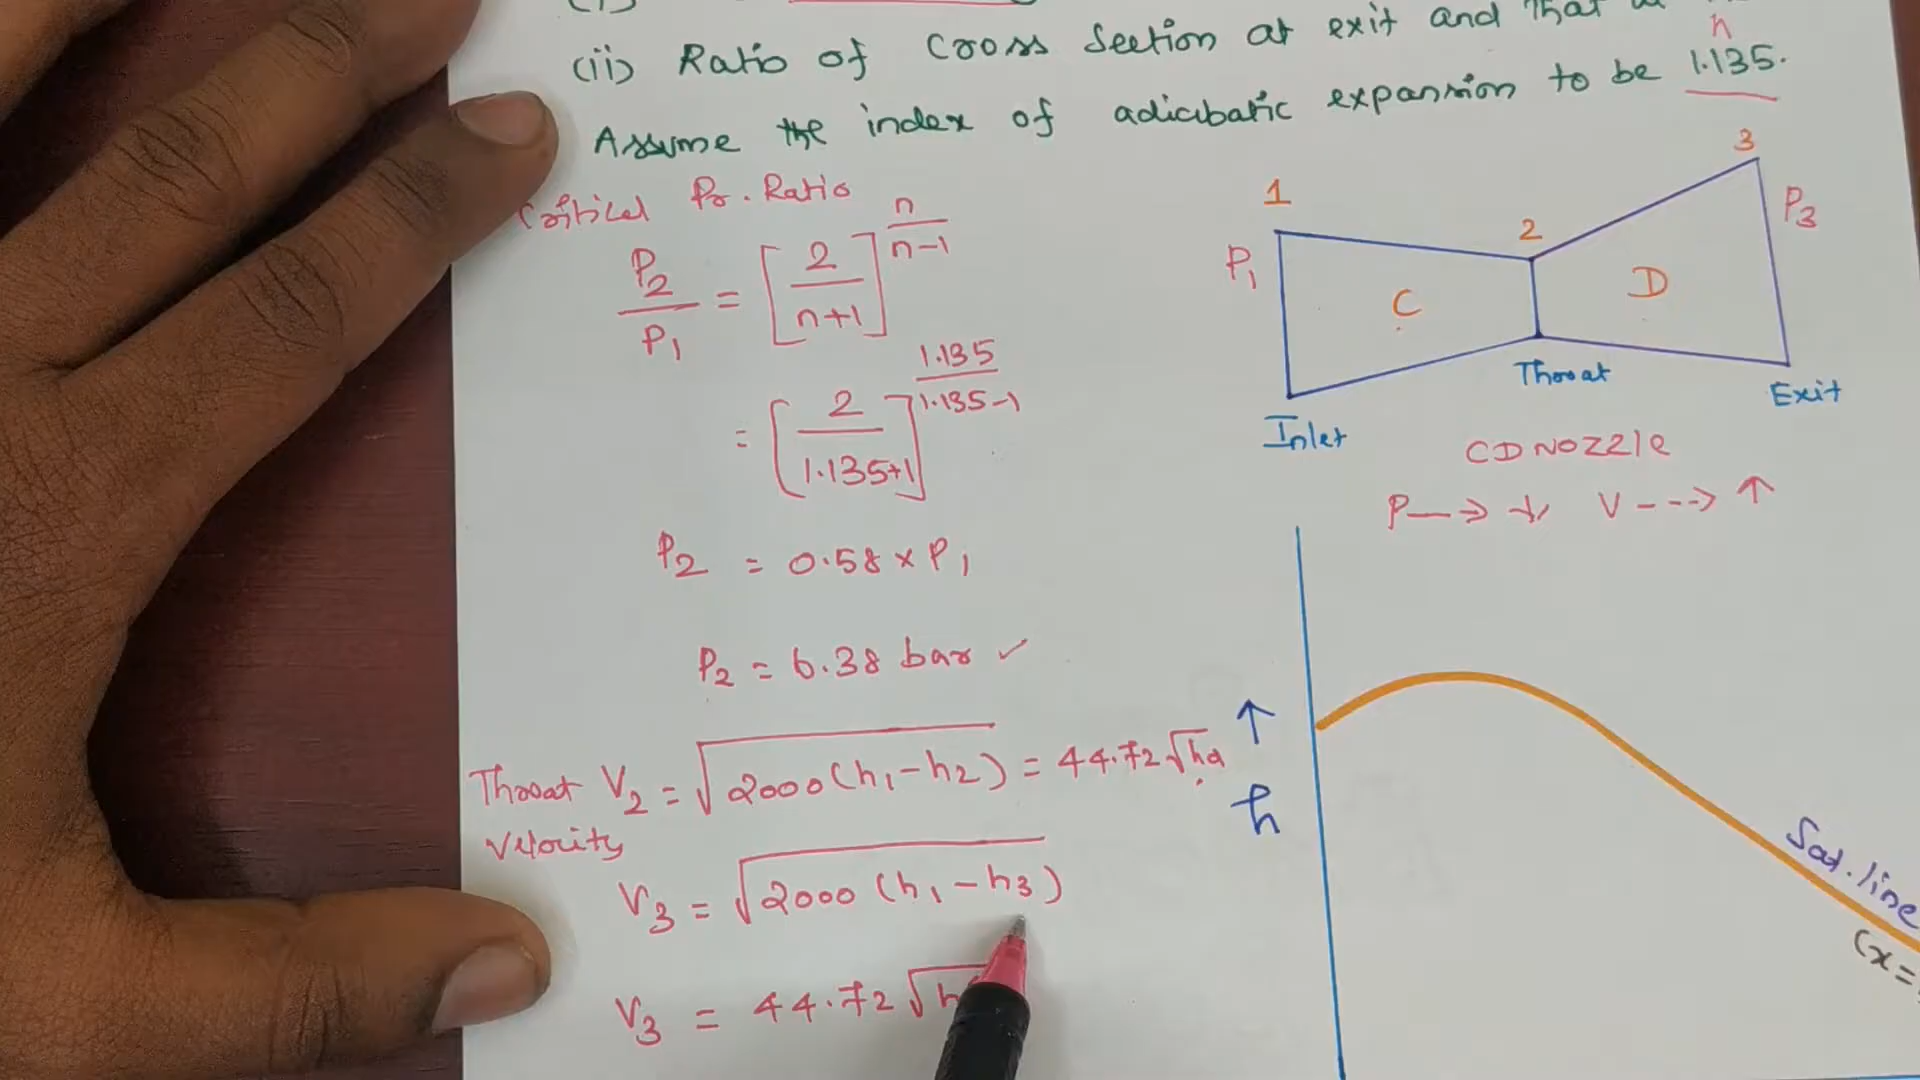 (ii) Ratio of Cross Section at exit and that
n
Assume the index of adiabatic expansion to be 1.135.
Critical Pr. Ratio
P2/P1 = [2/n+1]^n/n-1
= [2/1.135+1]^1.135/1.135-1
P2 = 0.58 × P1
P2 = 6.38 bar ✓
Throat Velocity V2 = √2000(h1-h2) = 44.72√hd
V3 = √2000 (h1-h3)
V3 = 44.72√h
1
2
3
P1
P3
C
D
Inlet
Throat
Exit
CD NOZZLE
P--→↓ V---→↑
↑
h
Sat. line
(x=